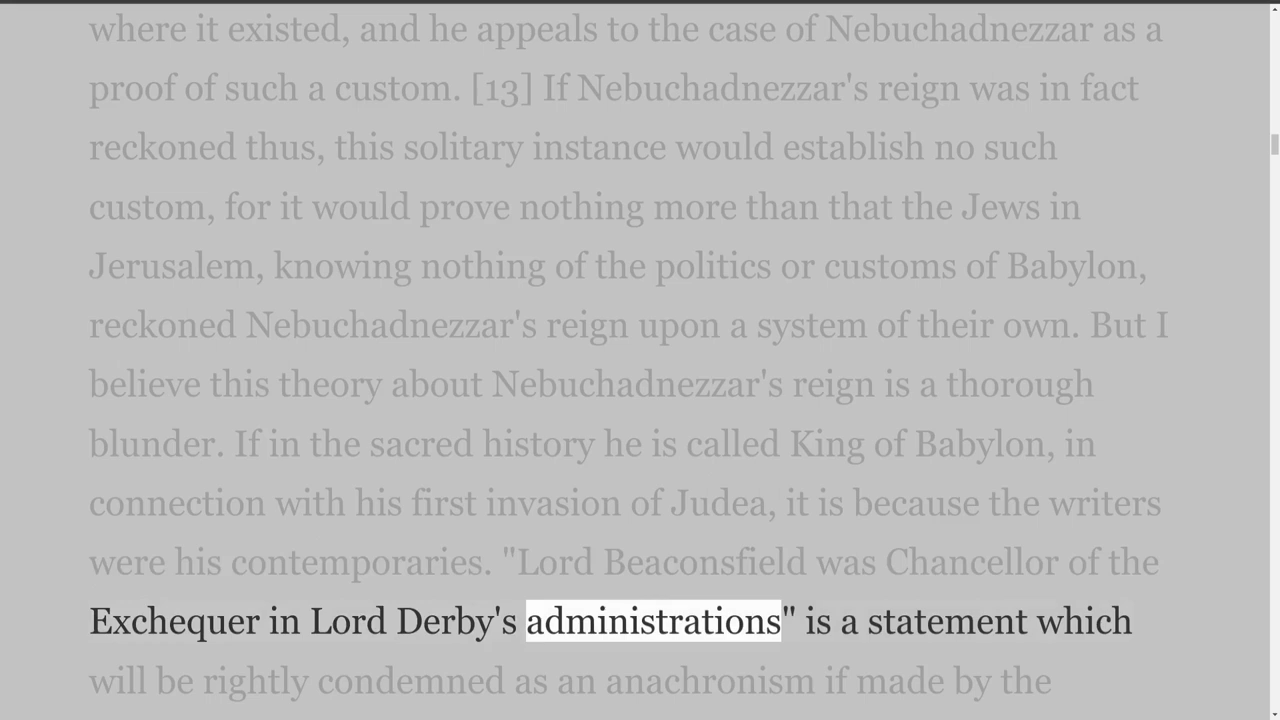 where it existed, and he appeals to the case of Nebuchadnezzar as a
proof of such a custom. [13] If Nebuchadnezzar's reign was in fact
reckoned thus, this solitary instance would establish no such
custom, for it would prove nothing more than that the Jews in
Jerusalem, knowing nothing of the politics or customs of Babylon,
reckoned Nebuchadnezzar's reign upon a system of their own. But I
believe this theory about Nebuchadnezzar's reign is a thorough
blunder. If in the sacred history he is called King of Babylon, in
connection with his first invasion of Judea, it is because the writers
were his contemporaries. "Lord Beaconsfield was Chancellor of the
Exchequer in Lord Derby's administrations" is a statement which
will be rightly condemned as an anachronism if made by the